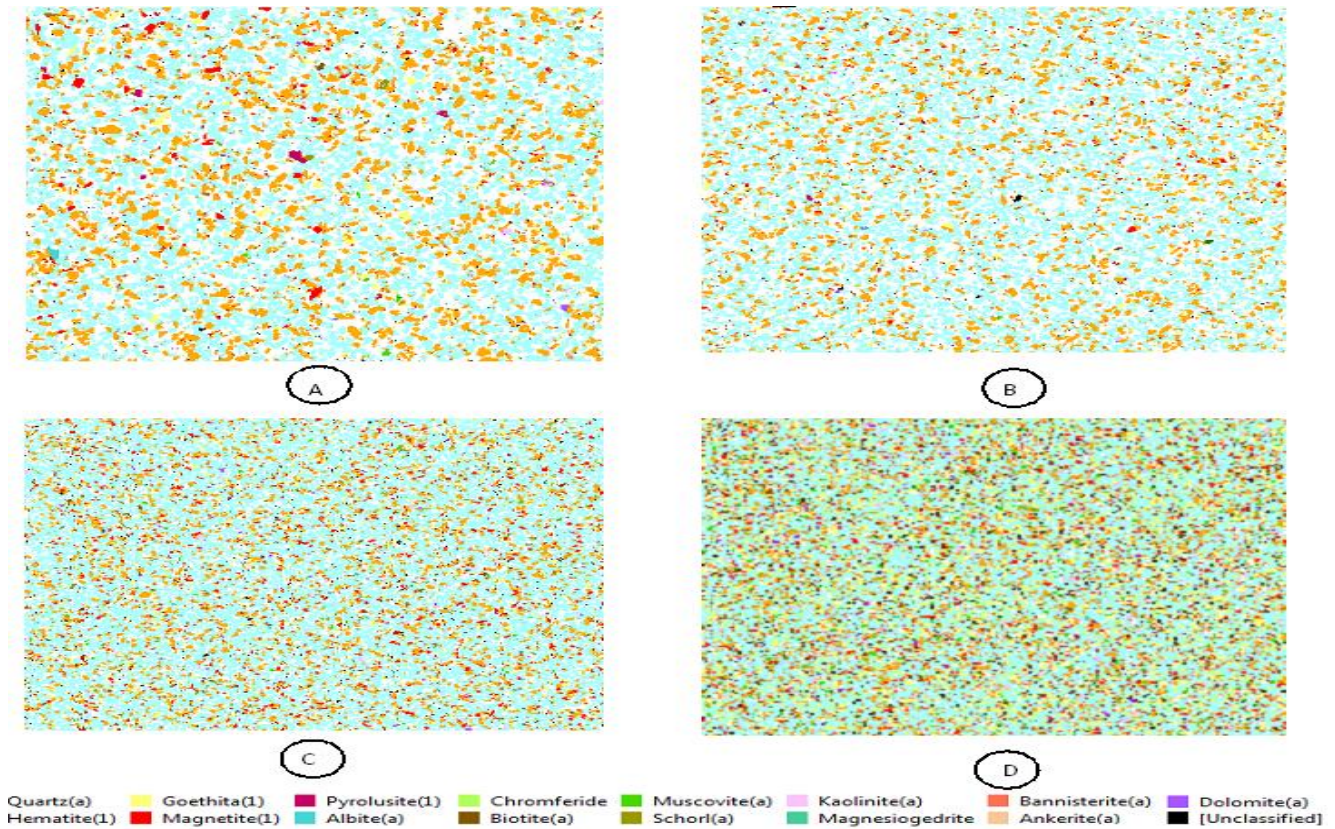 A
B
C
D
Quartz(a) Goethita(1) Pyrolusite(1) Chromferide Muscovite(a) Kaolinite(a) Bannisterite(a) Dolomite(a)
Hematite(1) Magnetite(1) Albite(a) Biotite(a) Schorl(a) Magnesiogedrite Ankerite(a) [Unclassified]